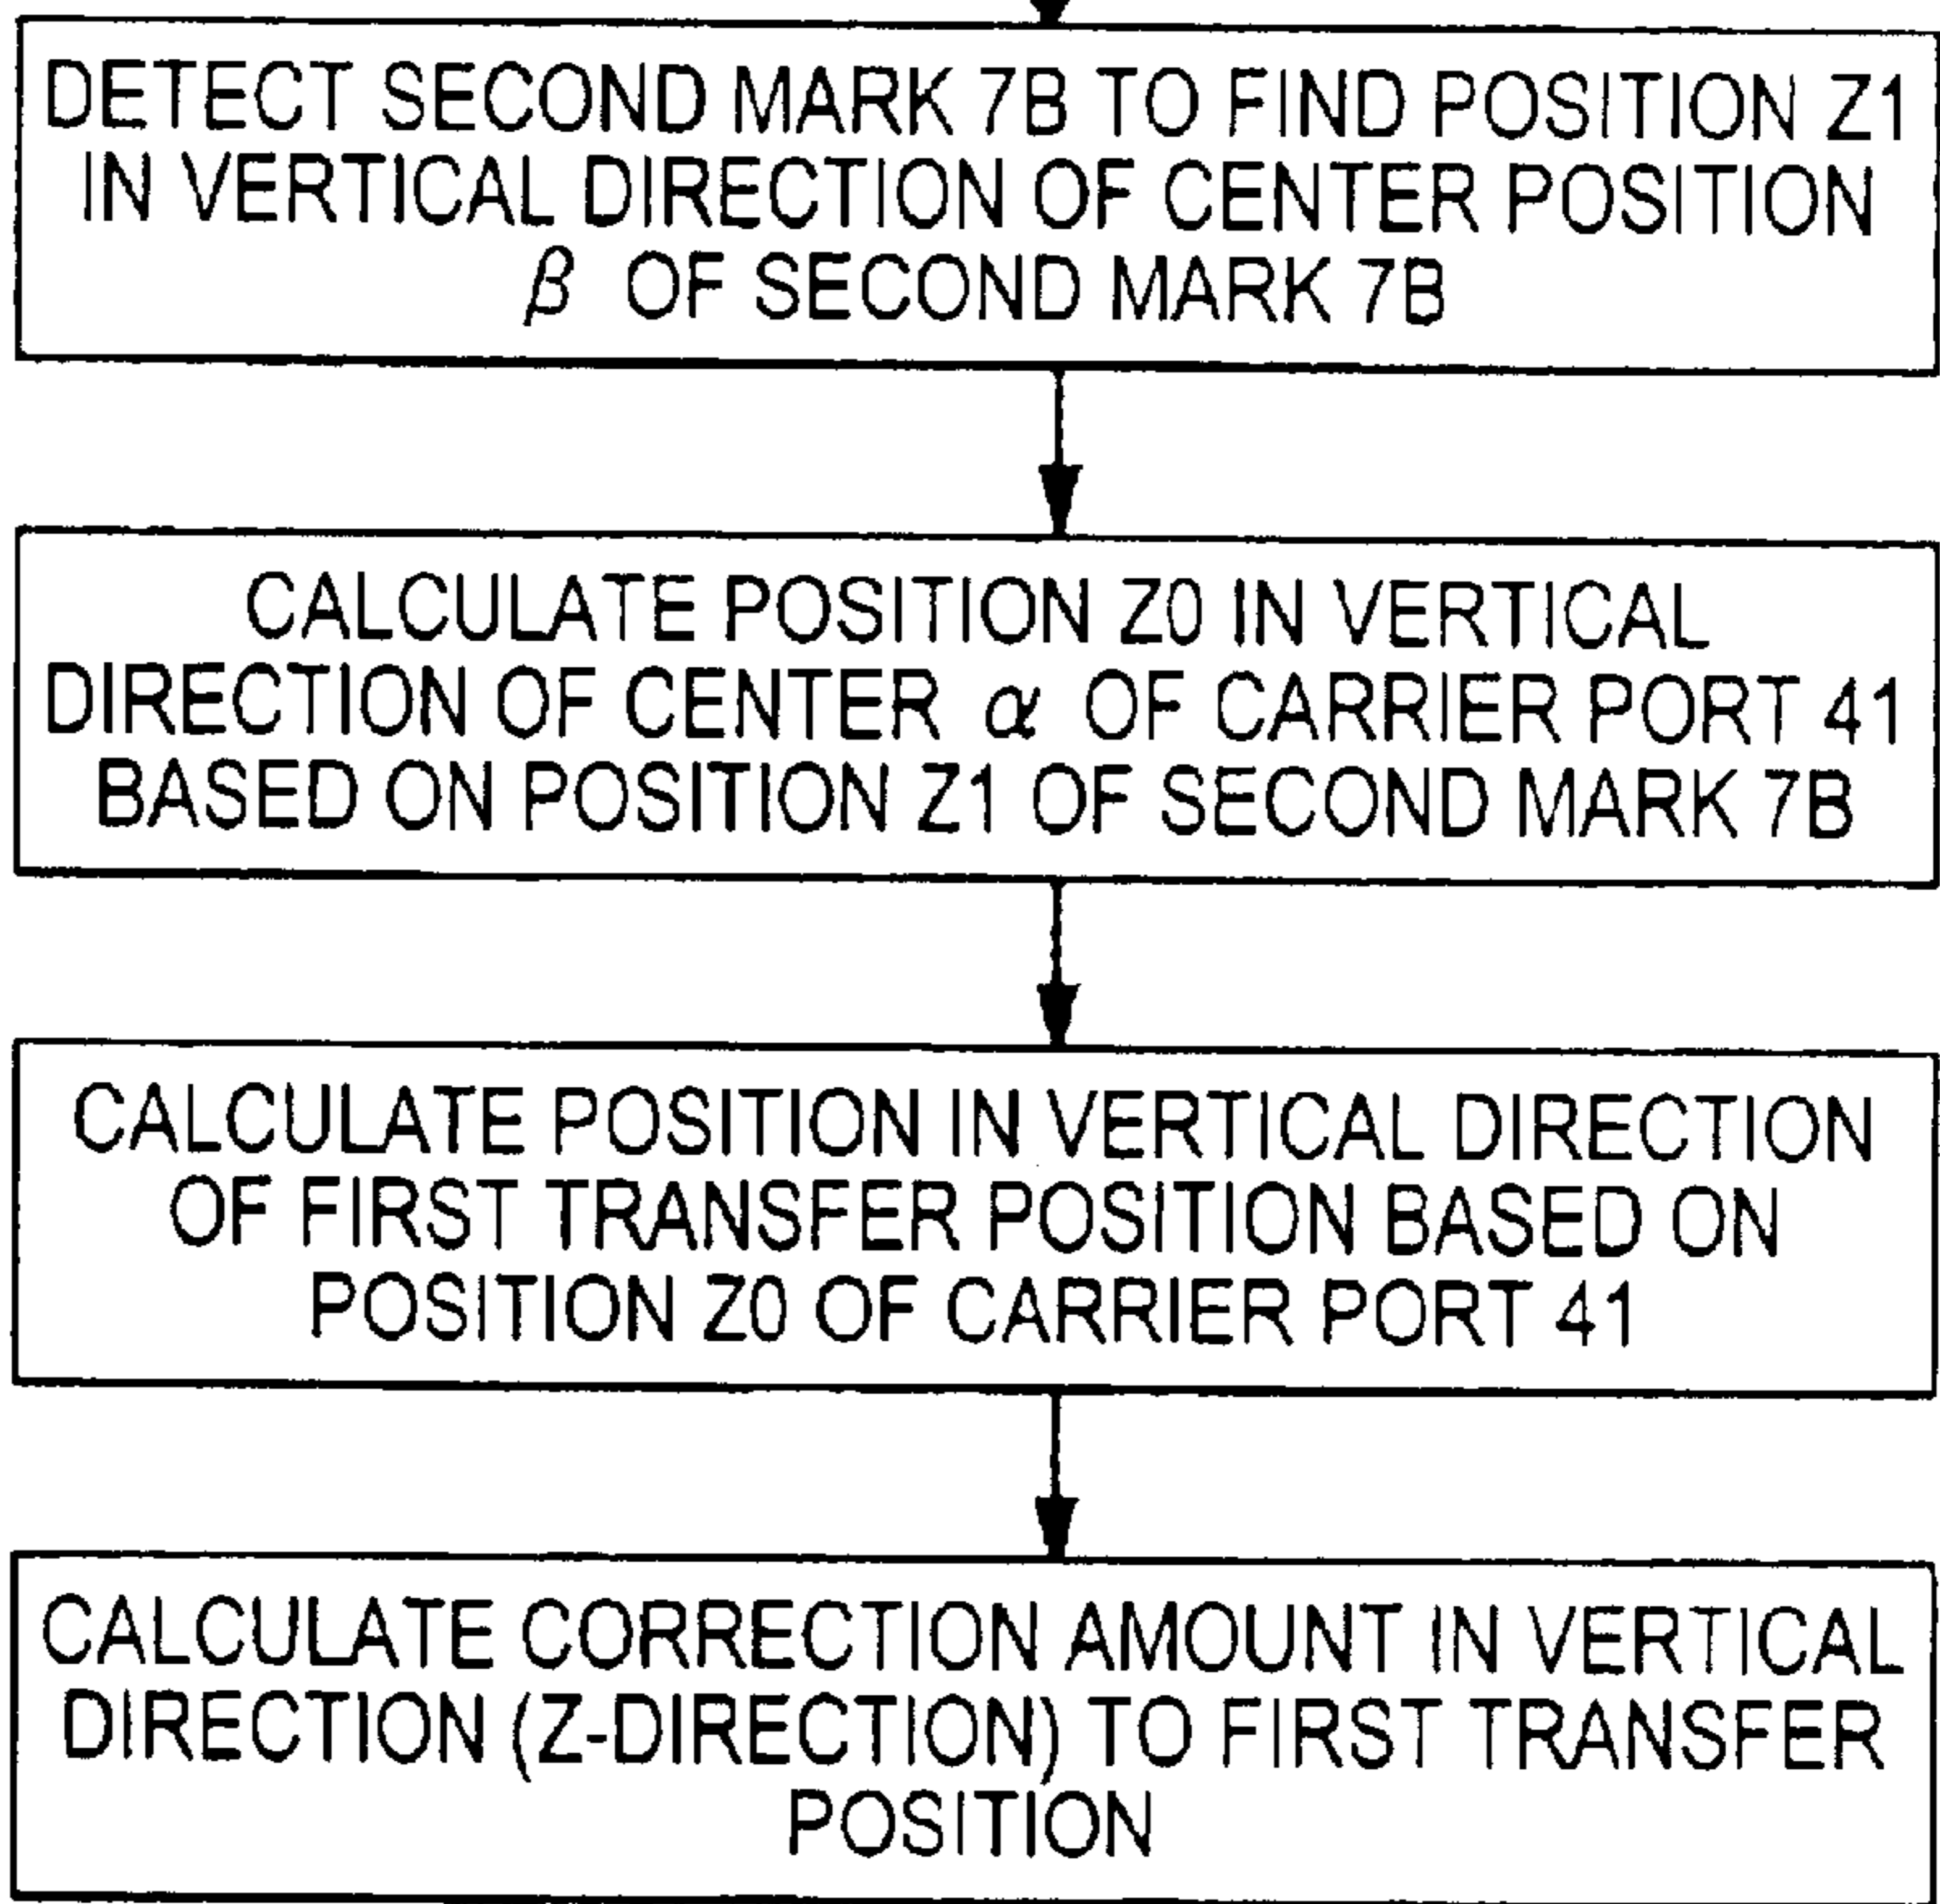 DETECT SECOND MARK 7B TO FIND POSITION Z1
IN VERTICAL DIRECTION OF CENTER POSITION
β OF SECOND MARK 7B
CALCULATE POSITION Z0 IN VERTICAL
DIRECTION OF CENTER α OF CARRIER PORT 41
BASED ON POSITION Z1 OF SECOND MARK 7B
CALCULATE POSITION IN VERTICAL DIRECTION
OF FIRST TRANSFER POSITION BASED ON
POSITION Z0 OF CARRIER PORT 41
CALCULATE CORRECTION AMOUNT IN VERTICAL
DIRECTION (Z-DIRECTION) TO FIRST TRANSFER
POSITION